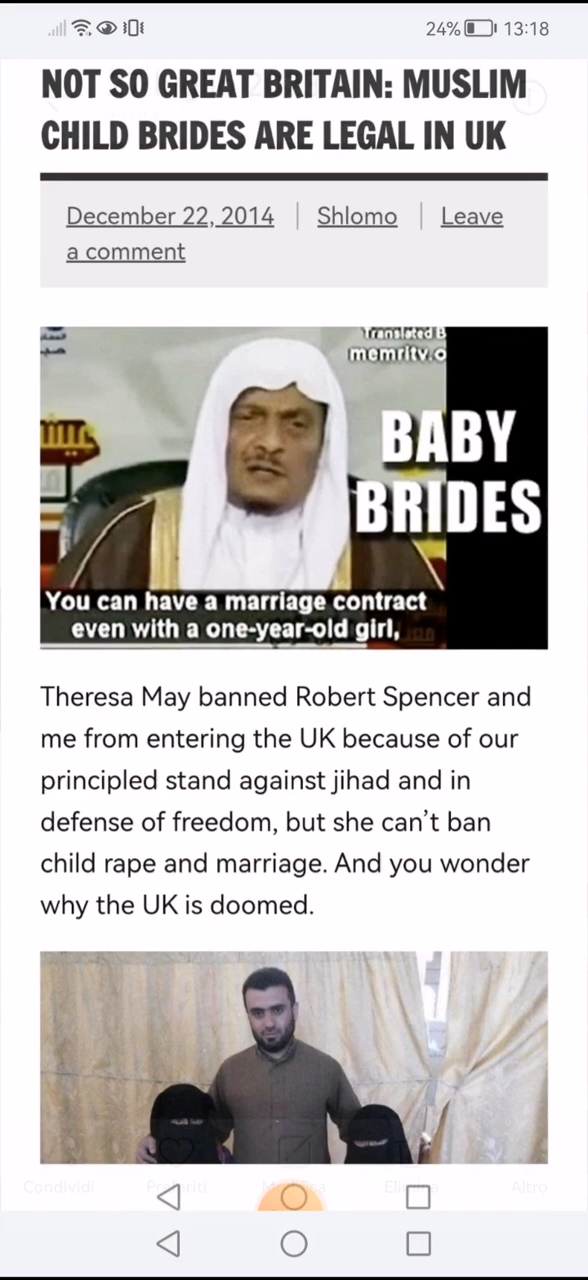 24% 13:18
NOT SO GREAT BRITAIN: MUSLIM
CHILD BRIDES ARE LEGAL IN UK
December 22, 2014 | Shlomo | Leave
a comment
Translated B
memritv.o
BABY
BRIDES
You can have a marriage contract
even with a one-year-old girl,
Theresa May banned Robert Spencer and
me from entering the UK because of our
principled stand against jihad and in
defense of freedom, but she can't ban
child rape and marriage. And you wonder
why the UK is doomed.
Condividi
Altro